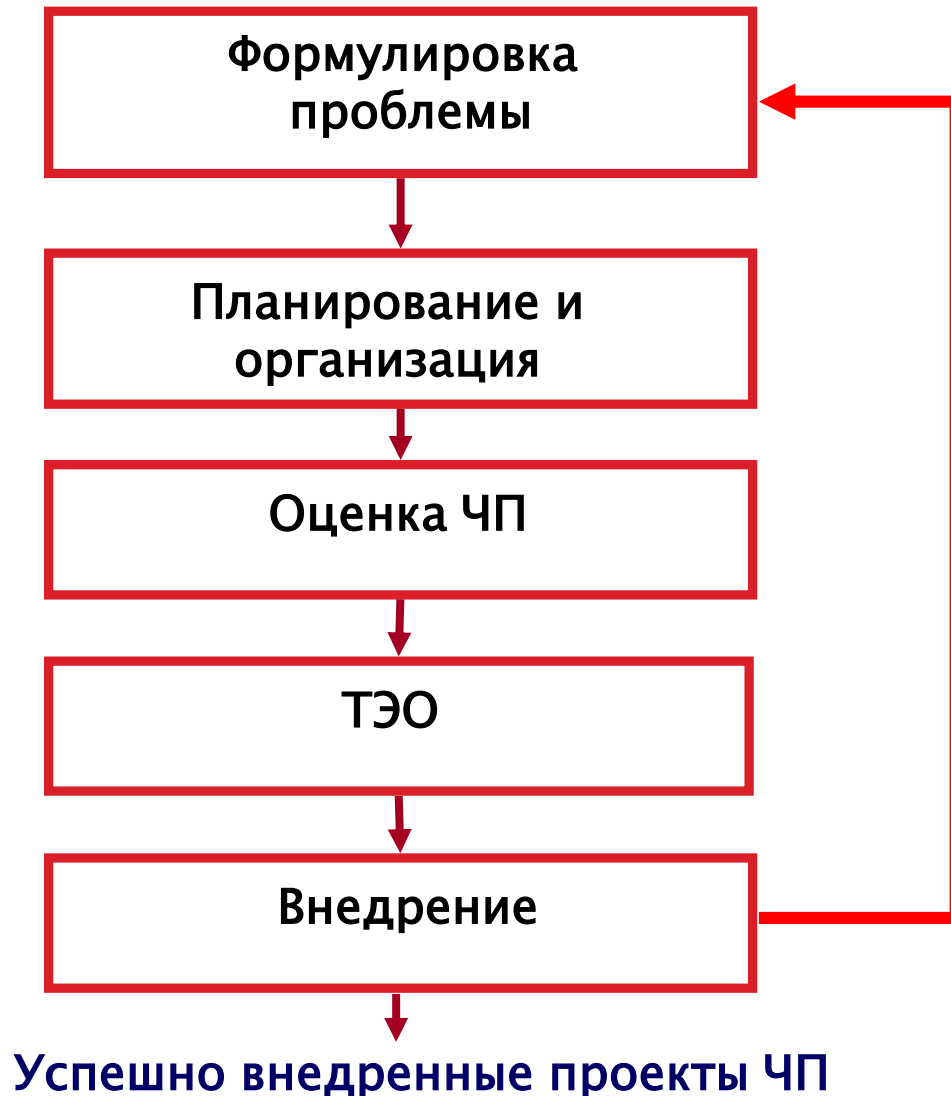 Формулировка
проблемы
Планирование и
организация
Оценка ЧП
ТЭО
Внедрение
Успешно внедренные проекты ЧП